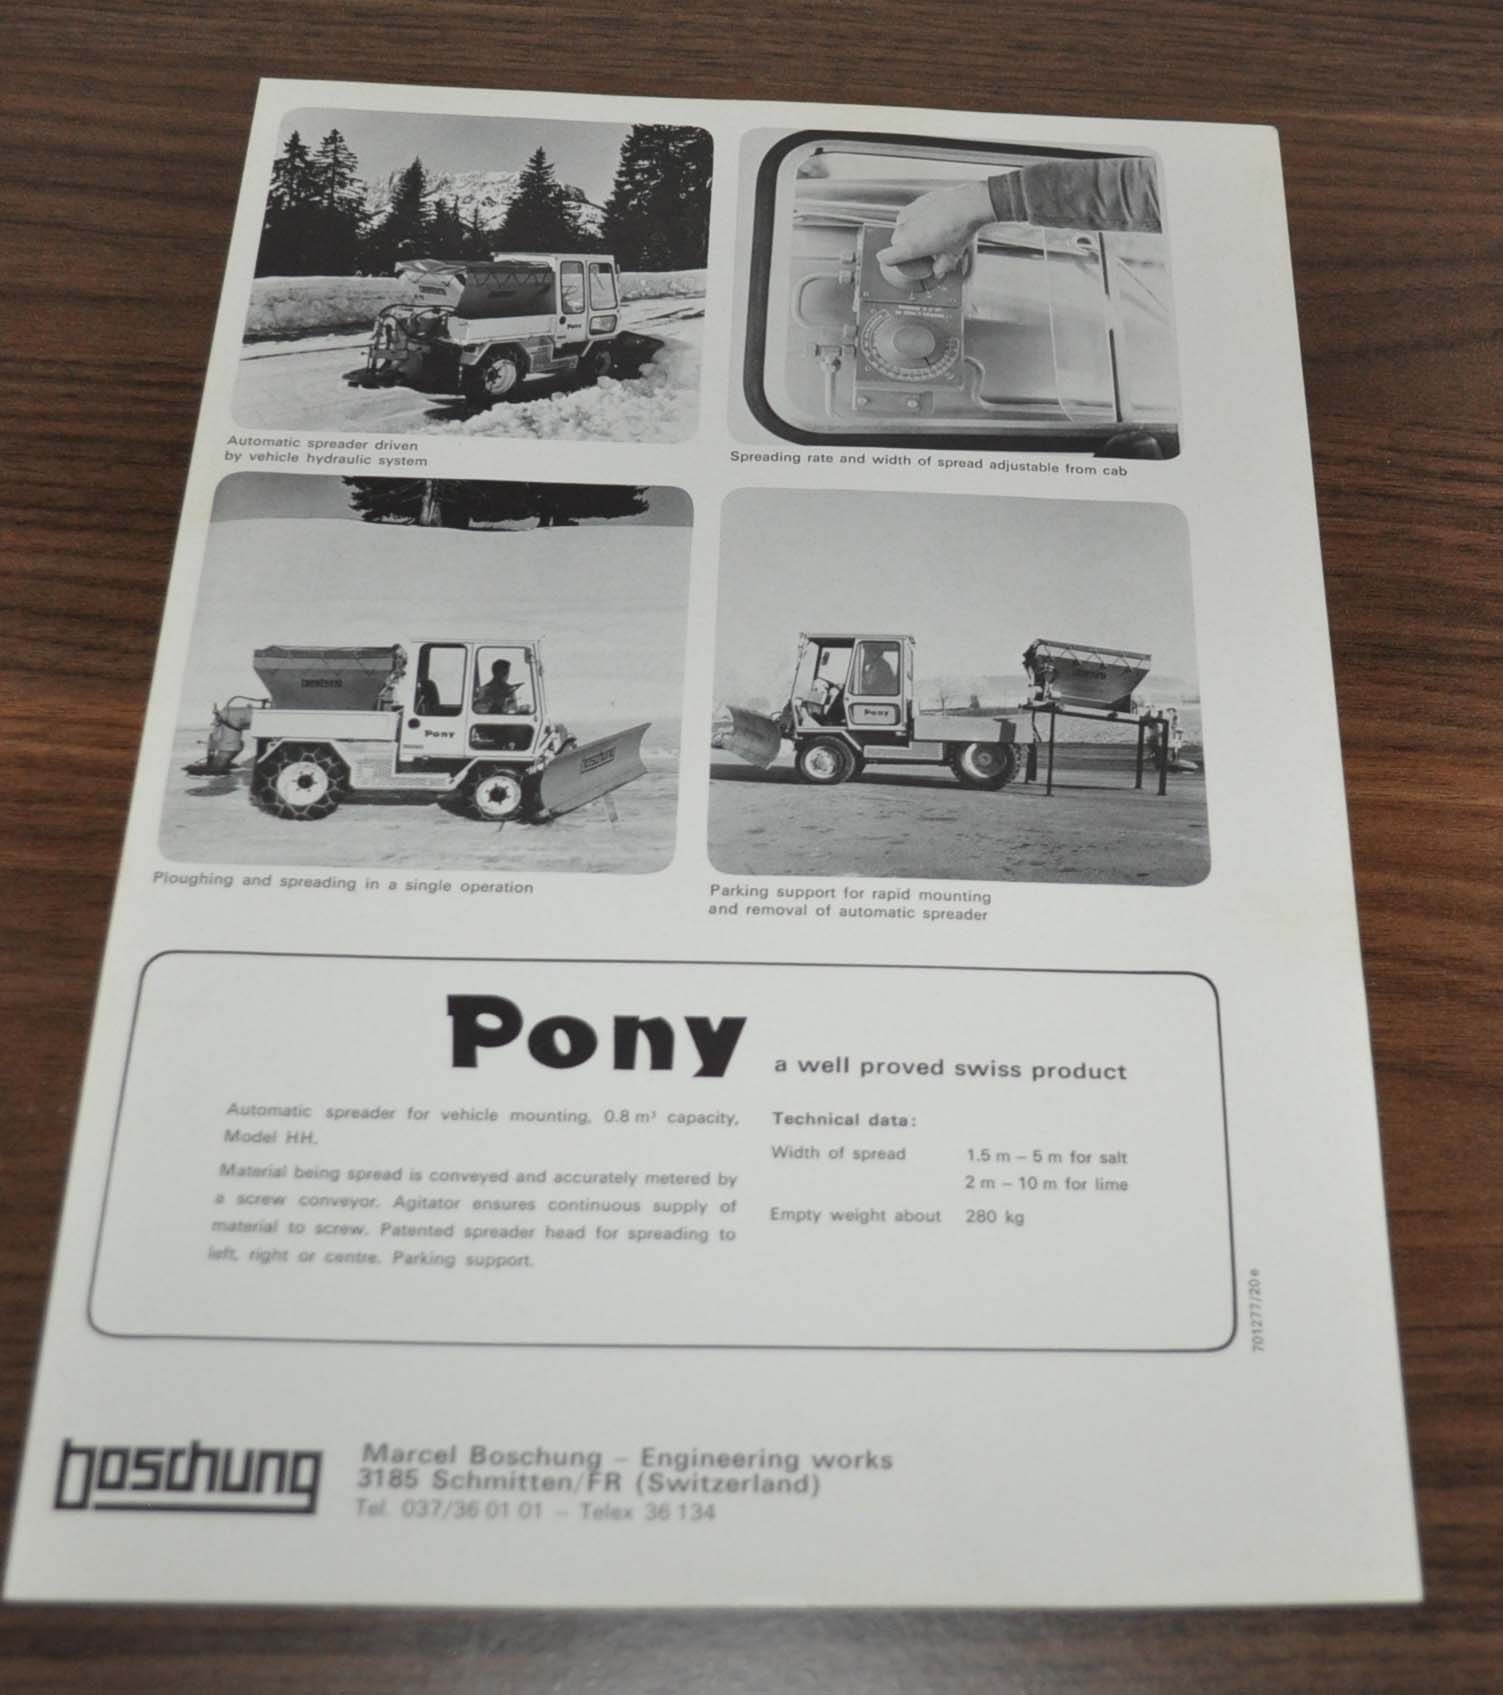 Automatic spreader driven
by vehicle hydraulic system
Spreading rate and width of spread adjustable from cab
Pony
Pony
boschung
Pony
Ploughing and spreading in a single operation
Parking support for rapid mounting
and removal of automatic spreader
Pony a well proved swiss product
Automatic spreader for vehicle mounting, 0.8 m³ capacity,
Model HH.
Material being spread is conveyed and accurately metered by
a screw conveyor. Agitator ensures continuous supply of
material to screw. Patented spreader head for spreading to
left, right or centre. Parking support.
Technical data:
Width of spread 1.5 m – 5 m for salt
2 m – 10 m for lime
Empty weight about 280 kg
701277/20 e
boschung
Marcel Boschung – Engineering works
3185 Schmitten/FR (Switzerland)
Tel. 037/36 01 01 – Telex 36 134